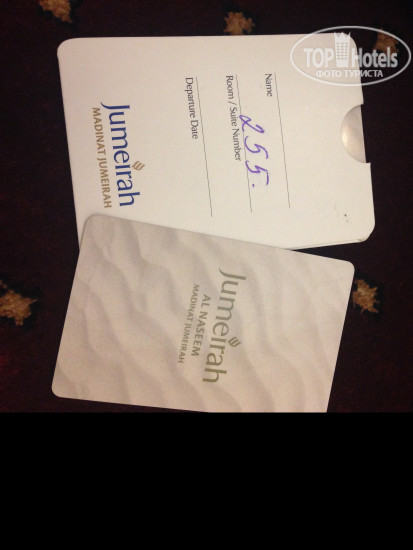 TOP Hotels
ФОТО ТУРИСТА
Name
Room / Suite Number
255.
Departure Date
Jumeirah
MADINAT JUMEIRAH
Jumeirah
AL NASEEM
MADINAT JUMEIRAH